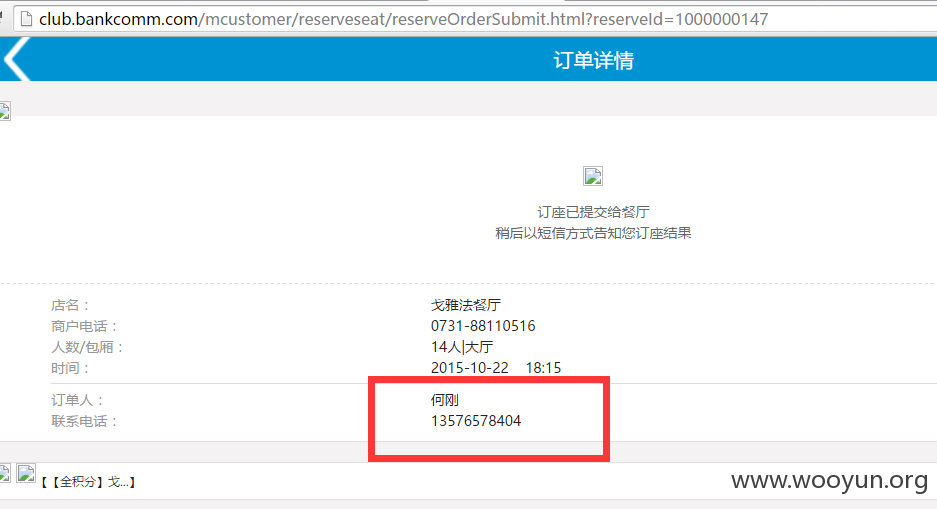 club.bankcomm.com/mcustomer/reserveseat/reserveOrderSubmit.html?reserveId=1000000147
订单详情
订座已提交给餐厅
稍后以短信方式告知您订座结果
店名： 戈雅法餐厅
商户电话： 0731-88110516
人数/包厢： 14人|大厅
时间： 2015-10-22 18:15
订单人： 何刚
联系电话： 13576578404
【【全积分】戈...】
www.wooyun.org